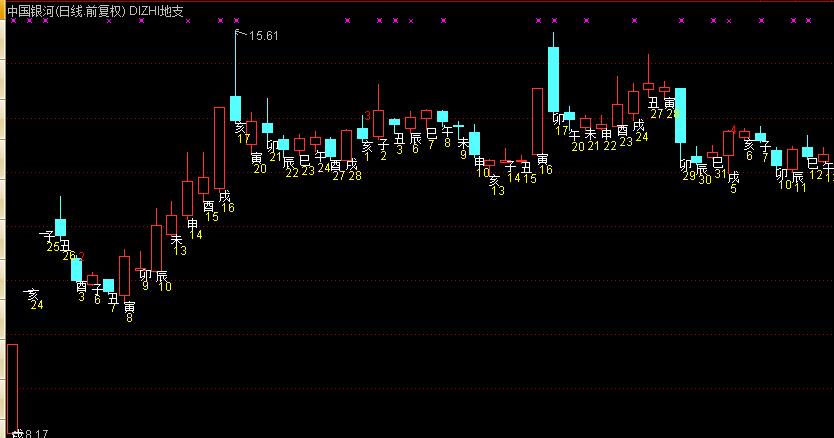 中国银河(日线.前复权) DIZHI地支
15.61
戌8.17
亥
24
子
25
丑
26
2
酉
3
子
6
丑
7
寅
8
卯
9
辰
10
未
13
申
14
酉
15
戌
16
亥
17
寅
20
卯
21
辰
22
巳
23
午
24
酉
27
戌
28
3
亥
1
子
2
丑
3
辰
6
巳
7
午
8
未
9
申
10
亥
13
子
14
丑
15
寅
16
卯
17
午
20
未
21
申
22
酉
23
戌
24
丑
27
寅
28
卯
29
辰
30
巳
31
4
戌
5
亥
6
子
7
卯
10
辰
11
巳
12
午